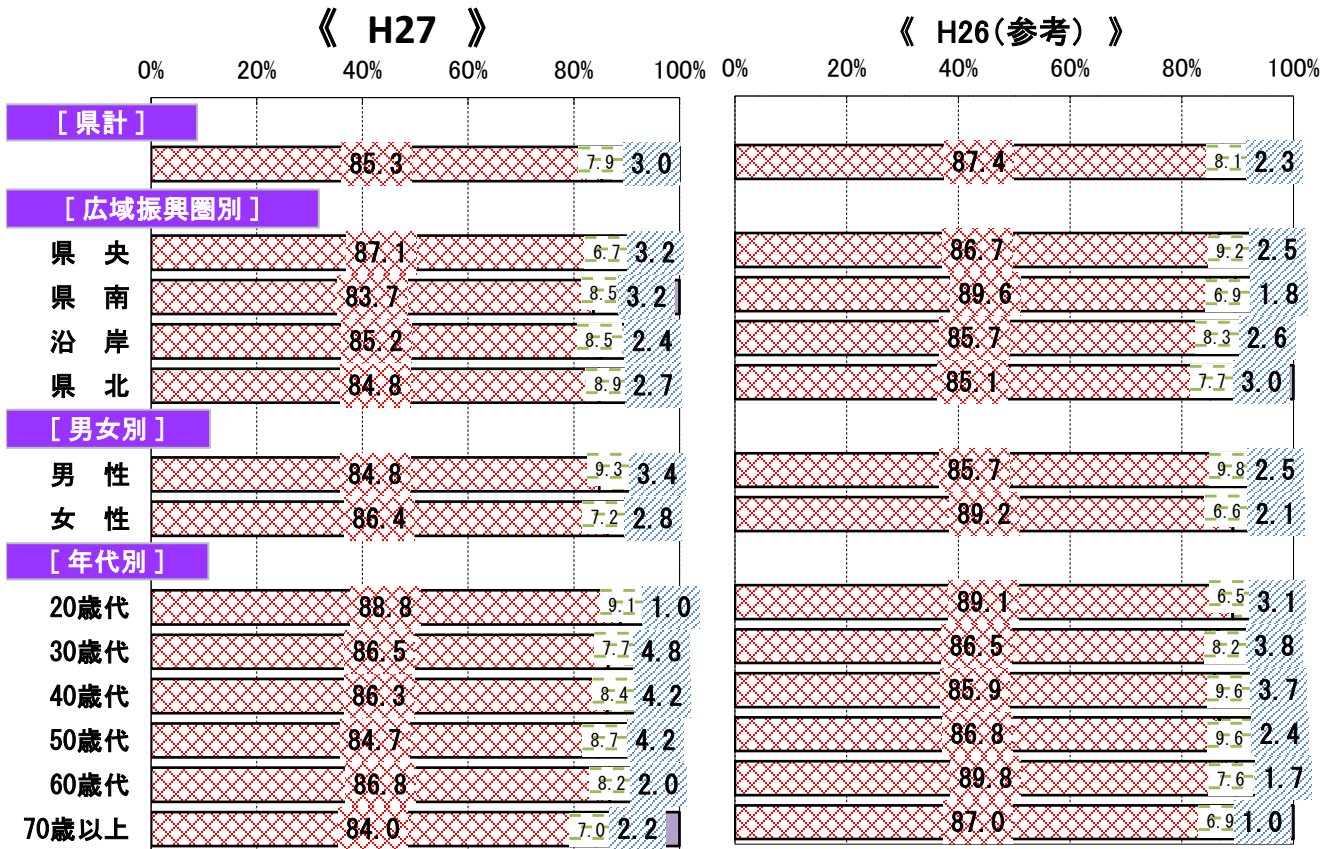 《 H27 》
《 H26(参考) 》
0% 20% 40% 60% 80% 100%
0% 20% 40% 60% 80% 100%
[ 県計 ]
85.3 7.9 3.0
87.4 8.1 2.3
[ 広域振興圏別 ]
県 央 87.1 6.7 3.2
86.7 9.2 2.5
県 南 83.7 8.5 3.2
89.6 6.9 1.8
沿 岸 85.2 8.5 2.4
85.7 8.3 2.6
県 北 84.8 8.9 2.7
85.1 7.7 3.0
[ 男女別 ]
男 性 84.8 9.3 3.4
85.7 9.8 2.5
女 性 86.4 7.2 2.8
89.2 6.6 2.1
[ 年代別 ]
20歳代 88.8 9.1 1.0
89.1 6.5 3.1
30歳代 86.5 7.7 4.8
86.5 8.2 3.8
40歳代 86.3 8.4 4.2
85.9 9.6 3.7
50歳代 84.7 8.7 4.2
86.8 9.6 2.4
60歳代 86.8 8.2 2.0
89.8 7.6 1.7
70歳以上 84.0 7.0 2.2
87.0 6.9 1.0